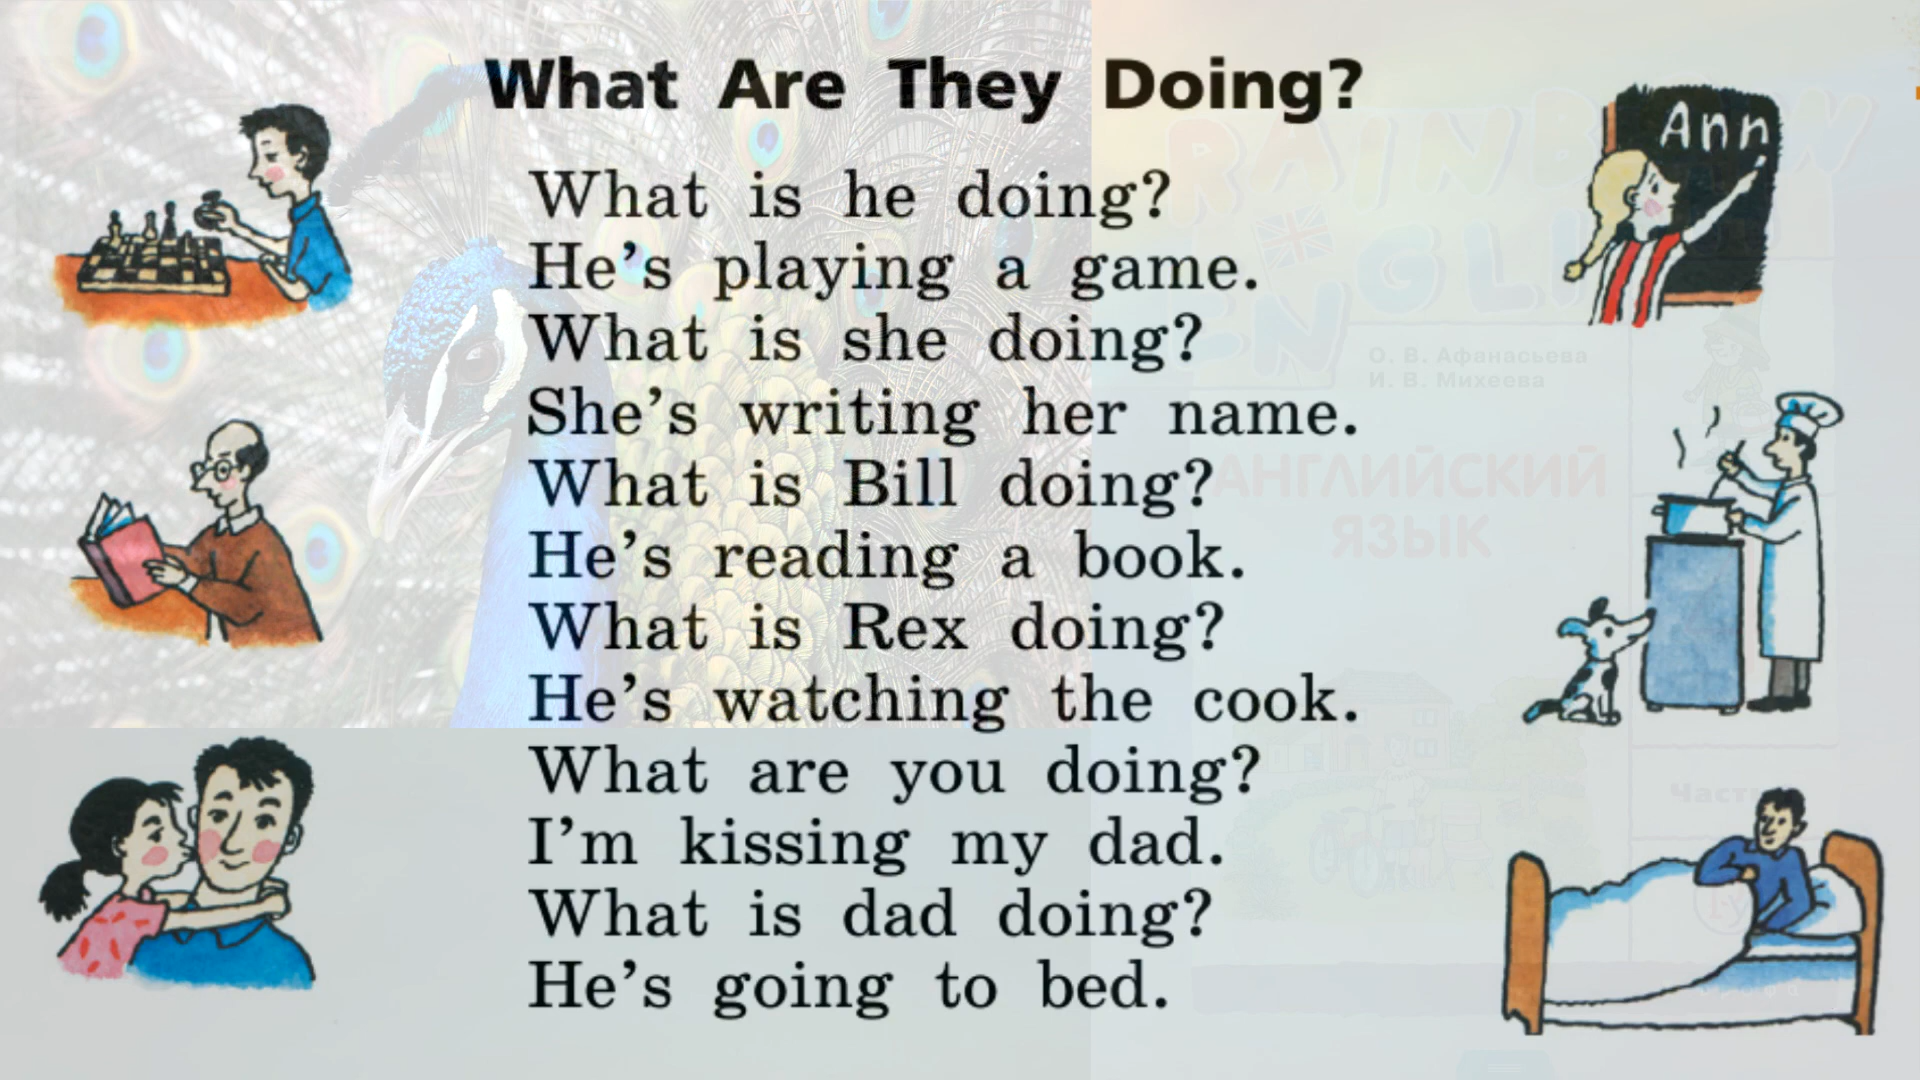 What Are They Doing?
What is he doing?
He's playing a game.
What is she doing?
She's writing her name.
What is Bill doing?
He's reading a book.
What is Rex doing?
He's watching the cook.
What are you doing?
I'm kissing my dad.
What is dad doing?
He's going to bed.
Ann
RAINBOW
ENGLI
О. В. Афанасьева
И. В. Михеева
АНГЛИЙСКИЙ
ЯЗЫК